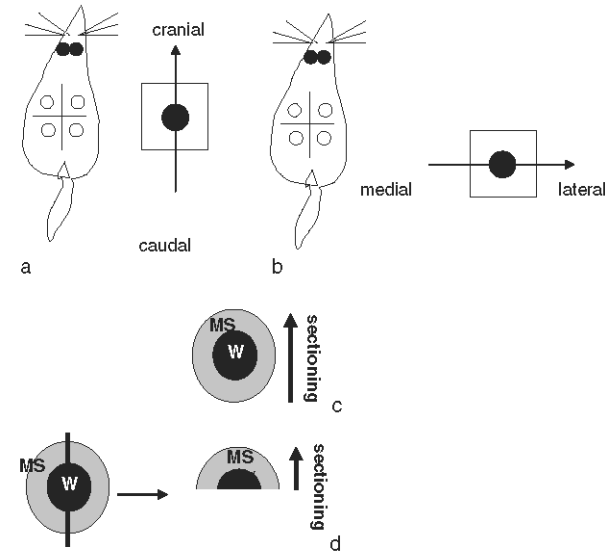 cranial
caudal
a
medial
lateral
b
MS
W
sectioning
c
MS
W
MS
sectioning
d